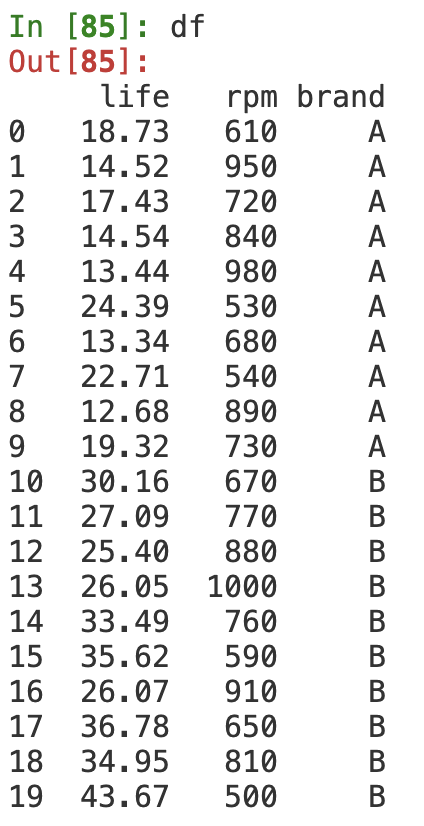 In [85]: df
Out[85]:
life rpm brand
0 18.73 610 A
1 14.52 950 A
2 17.43 720 A
3 14.54 840 A
4 13.44 980 A
5 24.39 530 A
6 13.34 680 A
7 22.71 540 A
8 12.68 890 A
9 19.32 730 A
10 30.16 670 B
11 27.09 770 B
12 25.40 880 B
13 26.05 1000 B
14 33.49 760 B
15 35.62 590 B
16 26.07 910 B
17 36.78 650 B
18 34.95 810 B
19 43.67 500 B